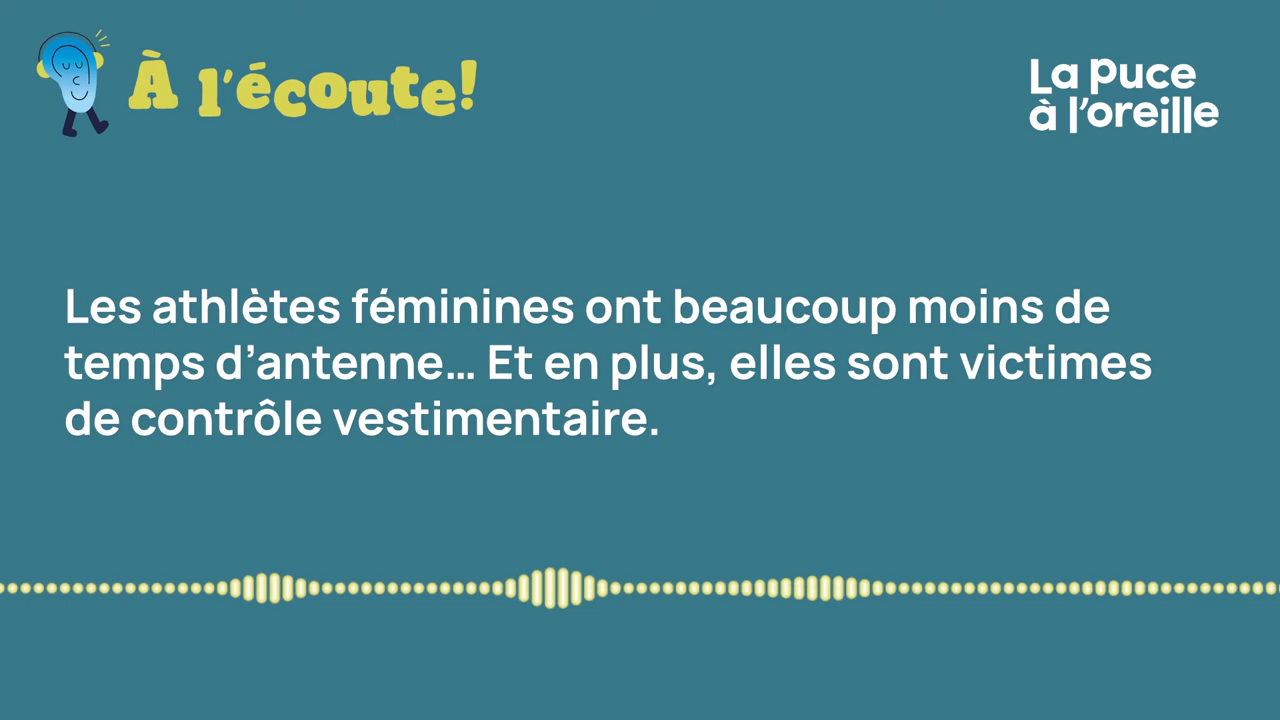 À l'écoute!
La puce
à l'oreille
Les athlètes féminines ont beaucoup moins de
temps d'antenne... Et en plus, elles sont victimes
de contrôle vestimentaire.